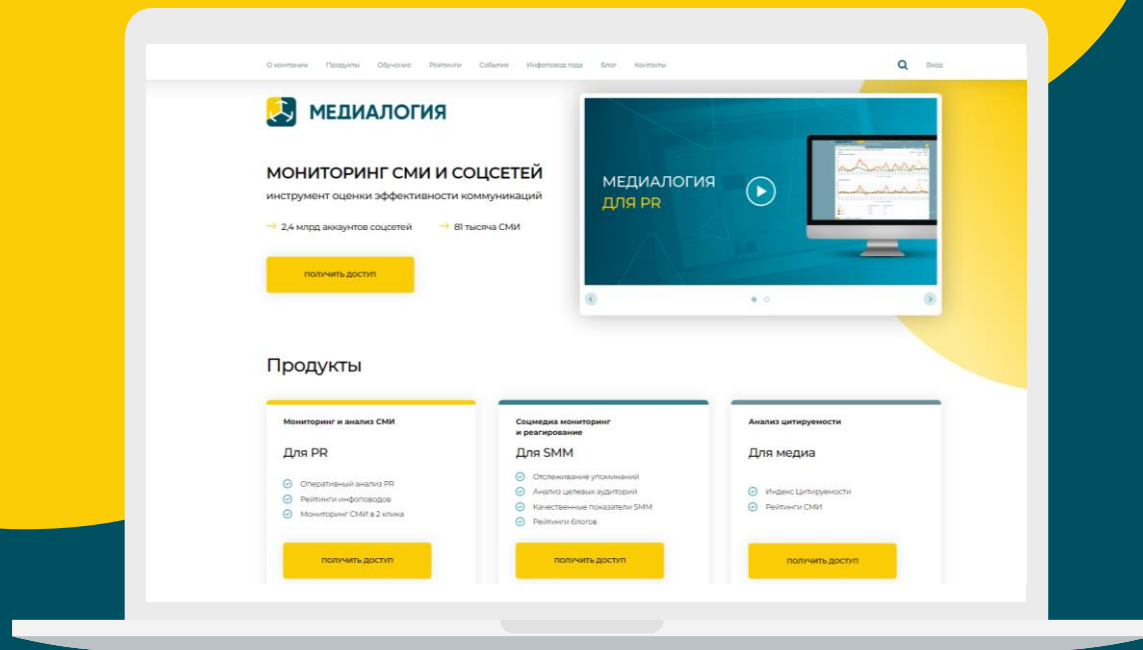 О компании Продукты Обучение Рейтинги События Инфоповод года Блог Контакты Вход
МЕДИАЛОГИЯ
МОНИТОРИНГ СМИ И СОЦСЕТЕЙ
инструмент оценки эффективности коммуникаций
2,4 млрд аккаунтов соцсетей 81 тысяча СМИ
ПОЛУЧИТЬ ДОСТУП
МЕДИАЛОГИЯ
ДЛЯ PR
Продукты
Мониторинг и анализ СМИ
Для PR
Оперативный анализ PR
Рейтинги инфоповодов
Мониторинг СМИ в 2 клика
ПОЛУЧИТЬ ДОСТУП
Соцмедиа мониторинг
и реагирование
Для SMM
Отслеживание упоминаний
Анализ целевых аудиторий
Качественные показатели SMM
Рейтинги блогов
ПОЛУЧИТЬ ДОСТУП
Анализ цитируемости
Для медиа
Индекс Цитируемости
Рейтинги СМИ
ПОЛУЧИТЬ ДОСТУП